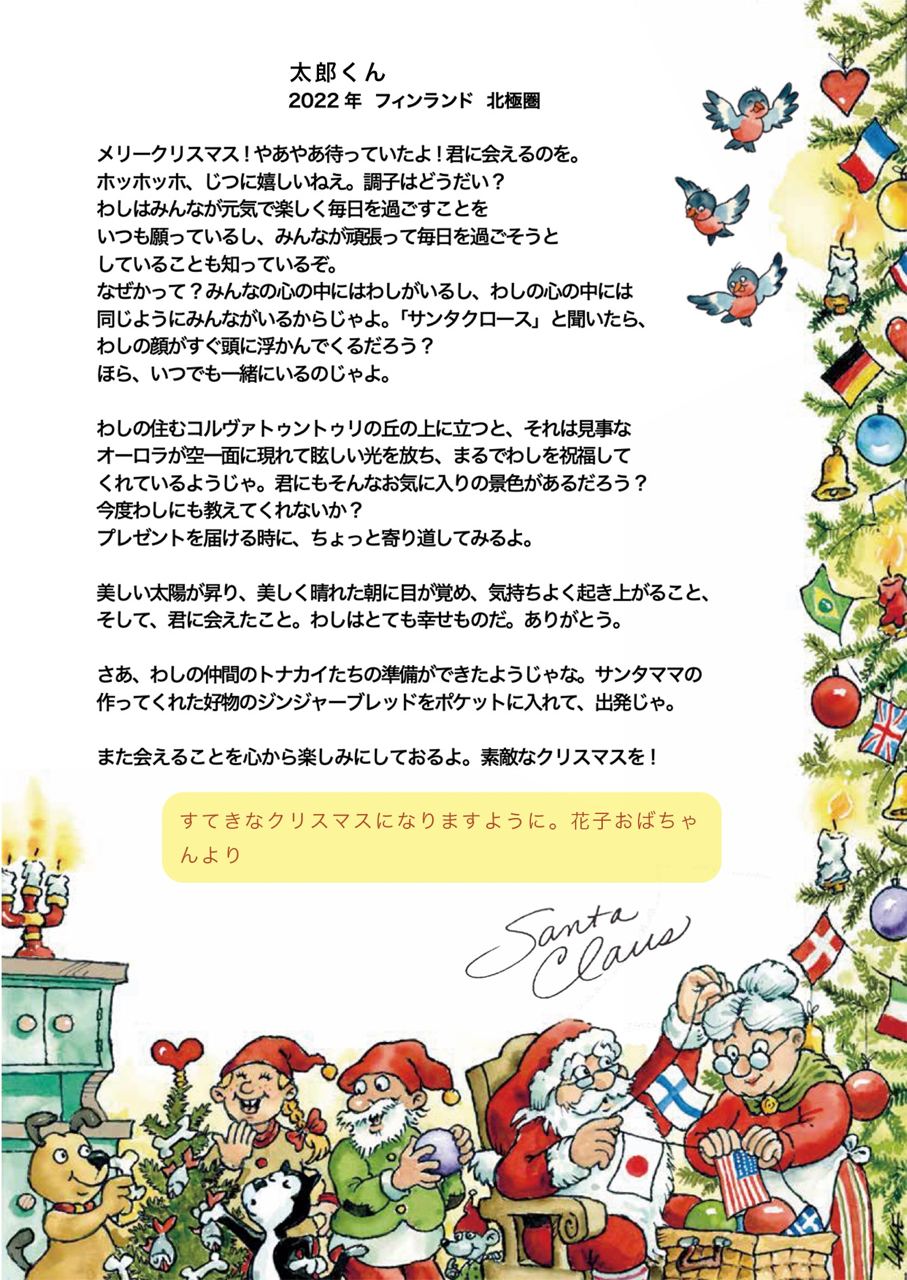 太郎くん
2022 年 フィンランド 北極圏
メリークリスマス！やあやあ待っていたよ！君に会えるのを。
ホッホッホ、じつに嬉しいねえ。調子はどうだい？
わしはみんなが元気で楽しく毎日を過ごすことを
いつも願っているし、みんなが頑張って毎日を過ごそうと
していることも知っているぞ。
なぜかって？みんなの心の中にはわしがいるし、わしの心の中には
同じようにみんながいるからじゃよ。「サンタクロース」と聞いたら、
わしの顔がすぐ頭に浮かんでくるだろう？
ほら、いつでも一緒にいるのじゃよ。
わしの住むコルヴァトゥントゥリの丘の上に立つと、それは見事な
オーロラが空一面に現れて眩しい光を放ち、まるでわしを祝福して
くれているようじゃ。君にもそんなお気に入りの景色があるだろう？
今度わしにも教えてくれないか？
プレゼントを届ける時に、ちょっと寄り道してみるよ。
美しい太陽が昇り、美しく晴れた朝に目が覚め、気持ちよく起き上がること、
そして、君に会えたこと。わしはとても幸せものだ。ありがとう。
さあ、わしの仲間のトナカイたちの準備ができたようじゃな。サンタママの
作ってくれた好物のジンジャーブレッドをポケットに入れて、出発じゃ。
また会えることを心から楽しみにしておるよ。素敵なクリスマスを！
すてきなクリスマスになりますように。花子おばちゃ
んより
Santa
Claus